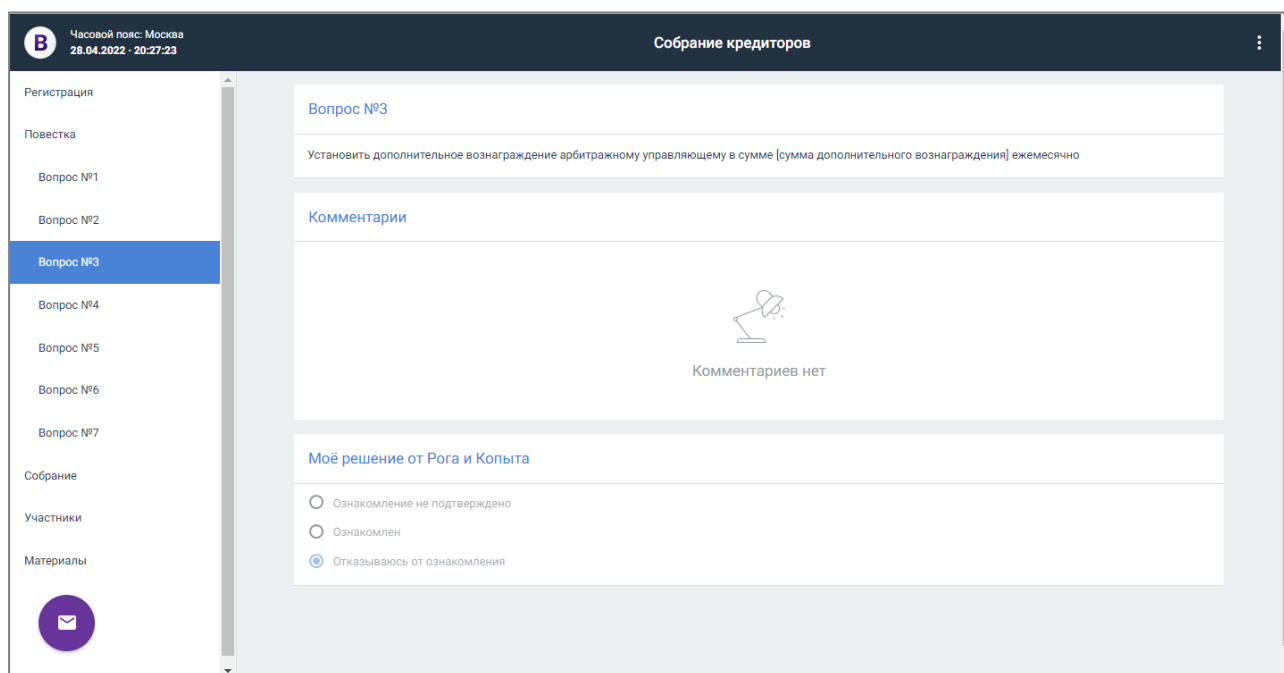 B
Часовой пояс: Москва
28.04.2022 · 20:27:23
Собрание кредиторов
Регистрация
Повестка
Вопрос №1
Вопрос №2
Вопрос №3
Вопрос №4
Вопрос №5
Вопрос №6
Вопрос №7
Собрание
Участники
Материалы
Вопрос №3
Установить дополнительное вознаграждение арбитражному управляющему в сумме [сумма дополнительного вознаграждения] ежемесячно
Комментарии
Комментариев нет
Моё решение от Рога и Копыта
Ознакомление не подтверждено
Ознакомлен
Отказываюсь от ознакомления